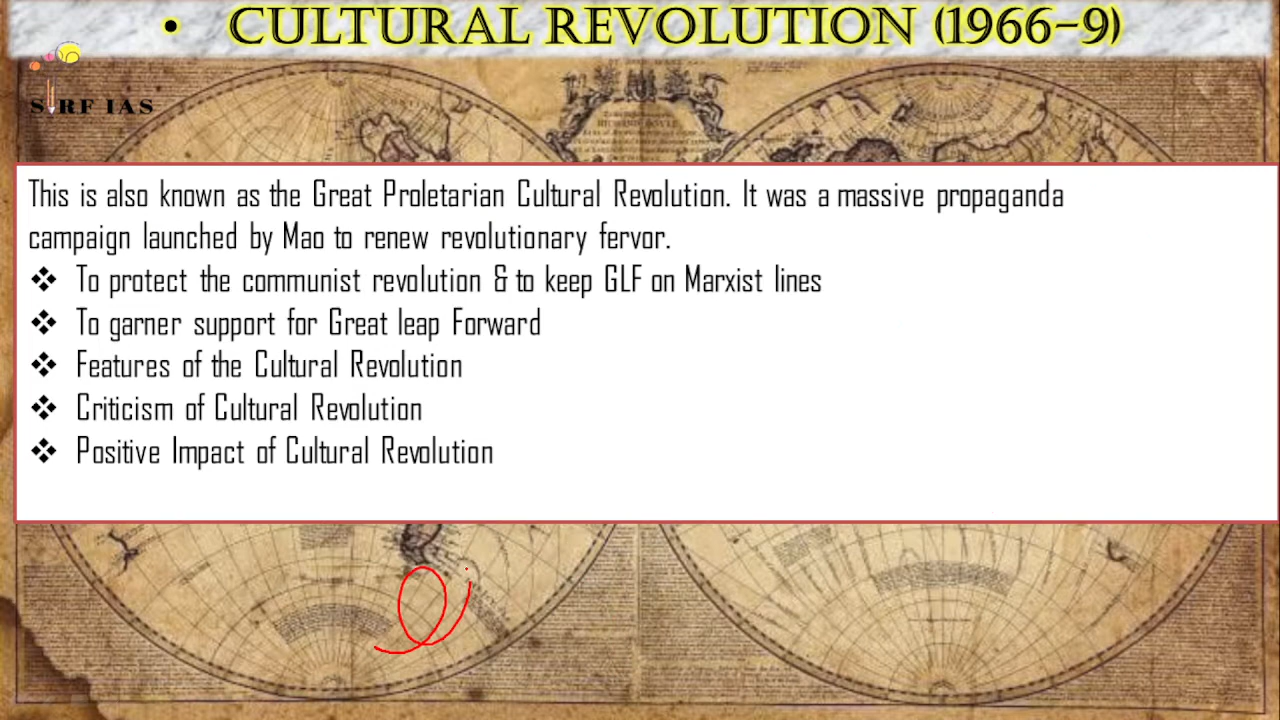 • CULTURAL REVOLUTION (1966–9)
S RF IAS
This is also known as the Great Proletarian Cultural Revolution. It was a massive propaganda
campaign launched by Mao to renew revolutionary fervor.
❖ To protect the communist revolution & to keep GLF on Marxist lines
❖ To garner support for Great leap Forward
❖ Features of the Cultural Revolution
❖ Criticism of Cultural Revolution
❖ Positive Impact of Cultural Revolution